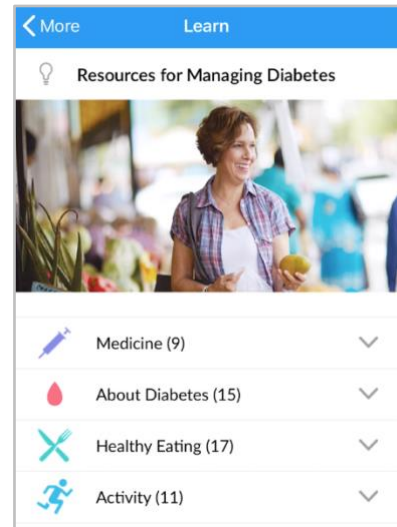 More
Learn
Resources for Managing Diabetes
Medicine (9)
About Diabetes (15)
Healthy Eating (17)
Activity (11)